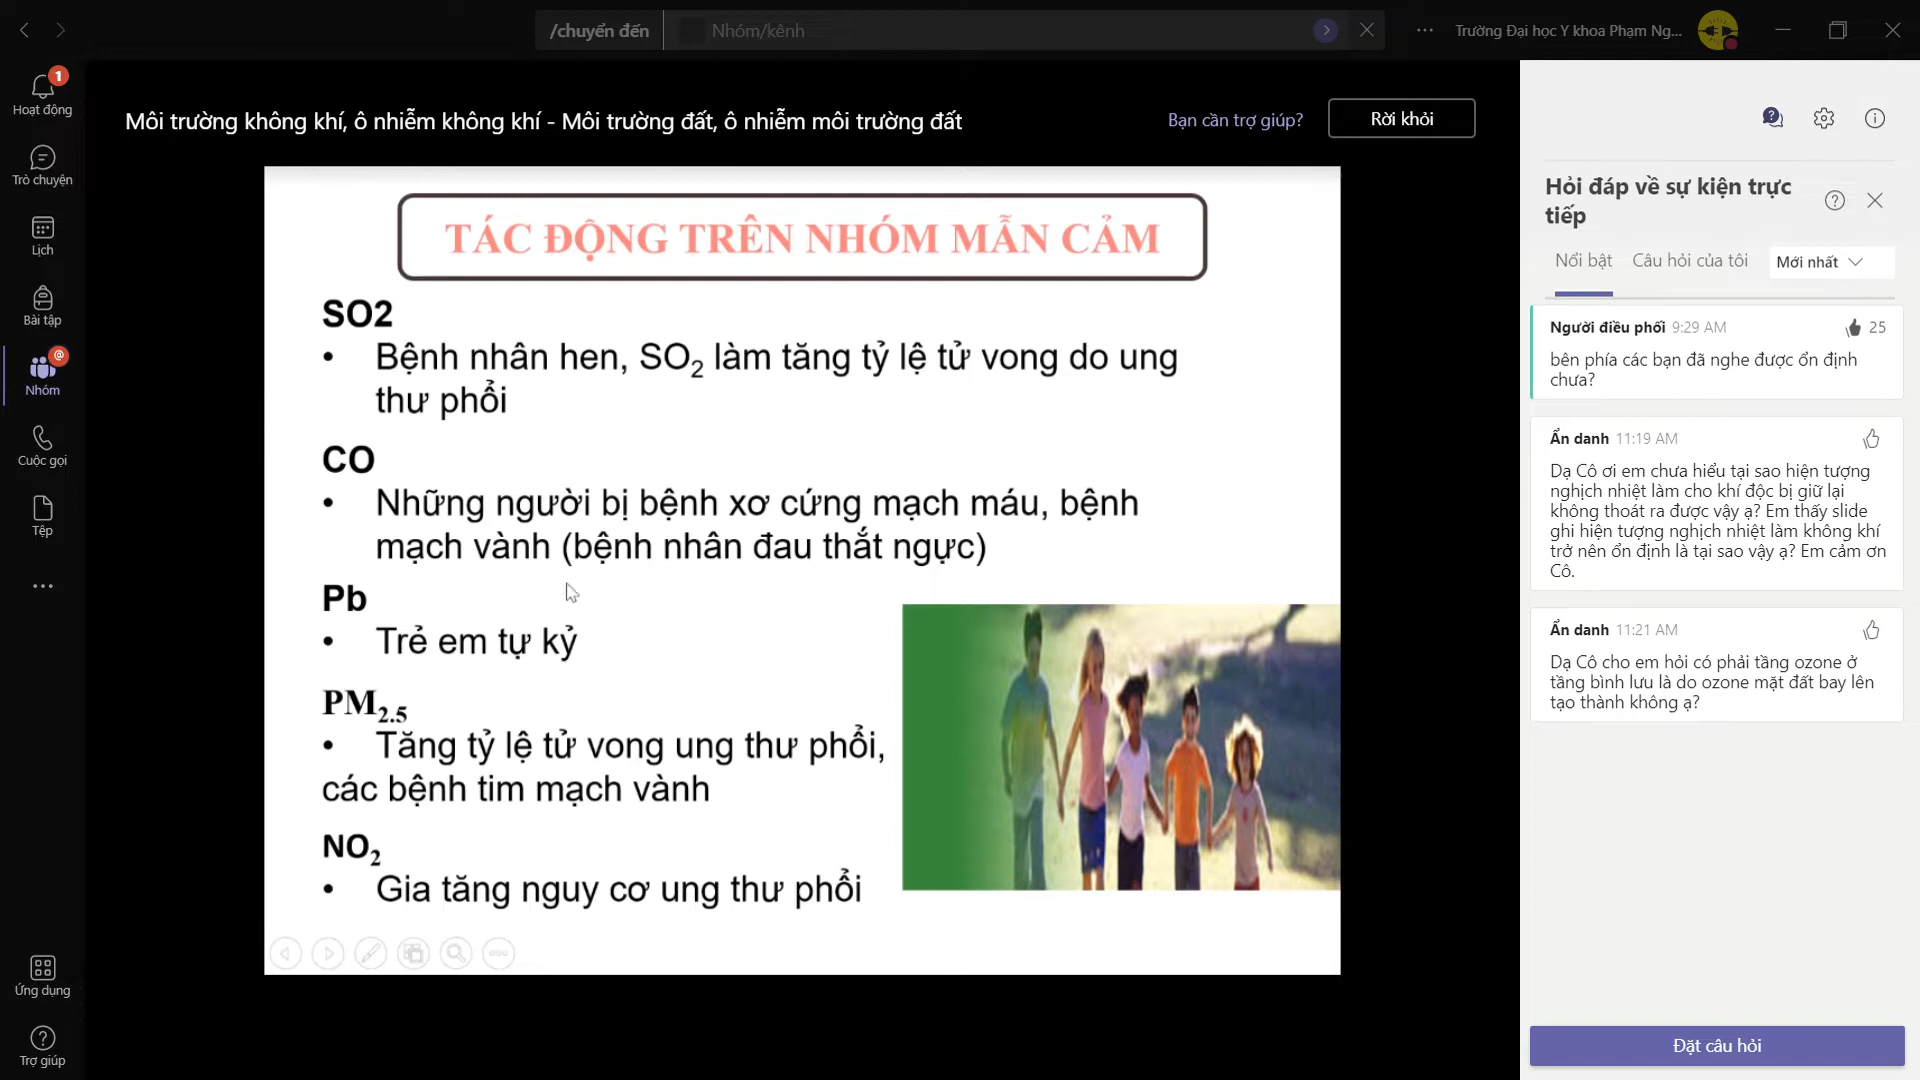 /chuyển đến
Nhóm/kênh
Trường Đại học Y khoa Phạm Ng...
1
Hoạt động
Trò chuyện
Lịch
Bài tập
@
Nhóm
Cuộc gọi
Tệp
Ứng dụng
Trợ giúp
Môi trường không khí, ô nhiễm không khí - Môi trường đất, ô nhiễm môi trường đất
Bạn cần trợ giúp?
Rời khỏi
TÁC ĐỘNG TRÊN NHÓM MẪN CẢM
SO2
• Bệnh nhân hen, SO₂ làm tăng tỷ lệ tử vong do ung
thư phổi
CO
• Những người bị bệnh xơ cứng mạch máu, bệnh
mạch vành (bệnh nhân đau thắt ngực)
Pb
• Trẻ em tự kỷ
PM₂.₅
• Tăng tỷ lệ tử vong ung thư phổi,
các bệnh tim mạch vành
NO₂
• Gia tăng nguy cơ ung thư phổi
Hỏi đáp về sự kiện trực
tiếp
Nổi bật
Câu hỏi của tôi
Mới nhất
Người điều phối 9:29 AM
25
bên phía các bạn đã nghe được ổn định
chưa?
Ẩn danh 11:19 AM
Dạ Cô ơi em chưa hiểu tại sao hiện tượng
nghịch nhiệt làm cho khí độc bị giữ lại
không thoát ra được vậy ạ? Em thấy slide
ghi hiện tượng nghịch nhiệt làm không khí
trở nên ổn định là tại sao vậy ạ? Em cảm ơn
Cô.
Ẩn danh 11:21 AM
Dạ Cô cho em hỏi có phải tầng ozone ở
tầng bình lưu là do ozone mặt đất bay lên
tạo thành không ạ?
Đặt câu hỏi